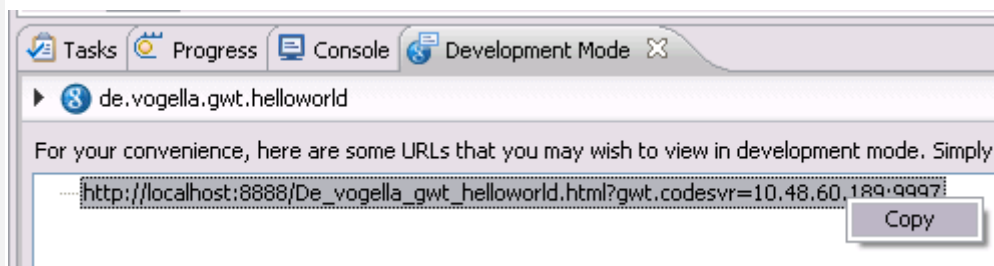 Tasks Progress Console Development Mode
de.vogella.gwt.helloworld
For your convenience, here are some URLs that you may wish to view in development mode. Simply
http://localhost:8888/De_vogella_gwt_helloworld.html?gwt.codesvr=10.48.60.189:9997
Copy